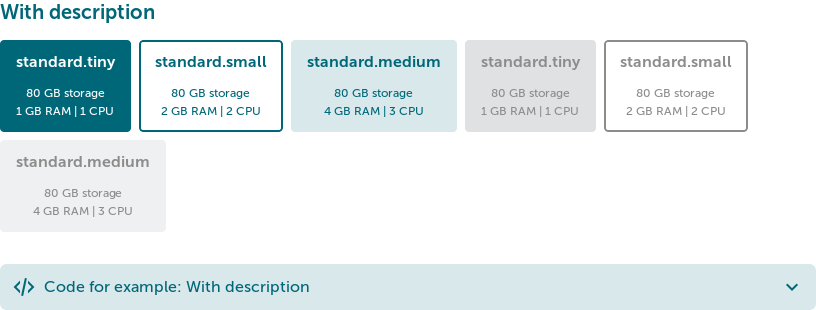 With description
standard.tiny
80 GB storage
1 GB RAM | 1 CPU
standard.small
80 GB storage
2 GB RAM | 2 CPU
standard.medium
80 GB storage
4 GB RAM | 3 CPU
standard.tiny
80 GB storage
1 GB RAM | 1 CPU
standard.small
80 GB storage
2 GB RAM | 2 CPU
standard.medium
80 GB storage
4 GB RAM | 3 CPU
Code for example: With description